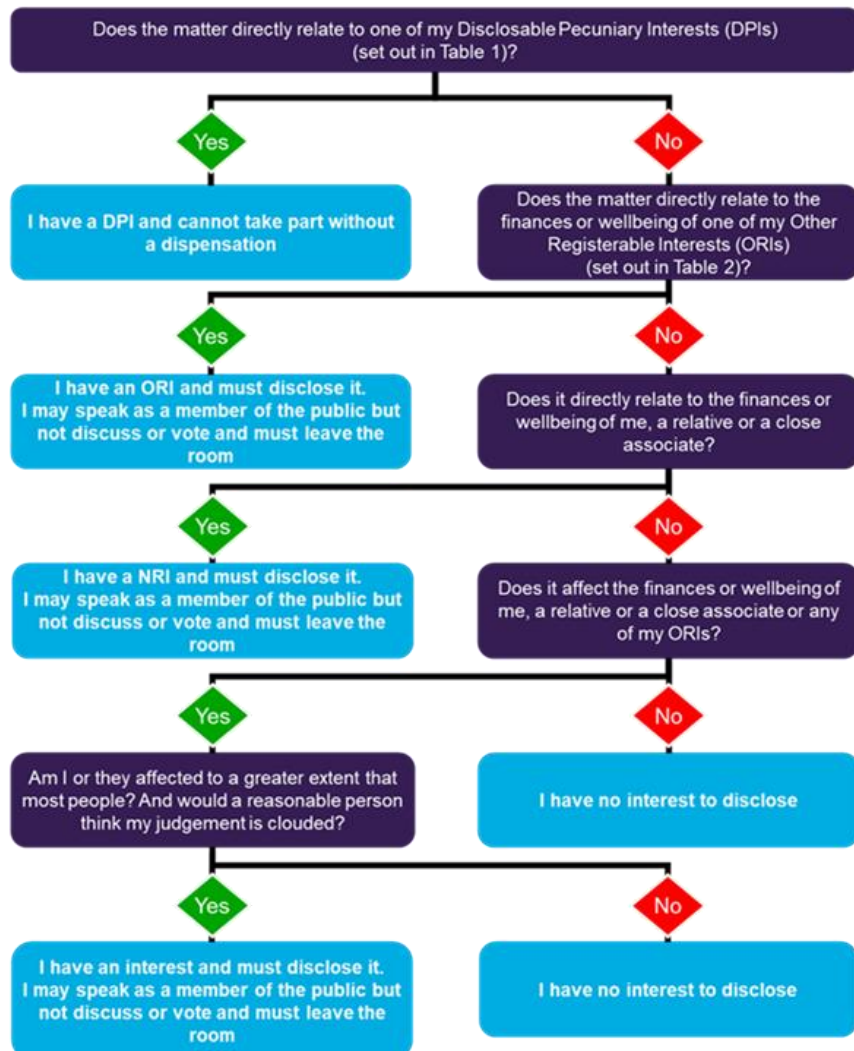 Does the matter directly relate to one of my Disclosable Pecuniary Interests (DPIs)
(set out in Table 1)?
Yes
No
I have a DPI and cannot take part without
a dispensation
Does the matter directly relate to the
finances or wellbeing of one of my Other
Registerable Interests (ORIs)
(set out in Table 2)?
Yes
No
I have an ORI and must disclose it.
I may speak as a member of the public but
not discuss or vote and must leave the
room
Does it directly relate to the finances or
wellbeing of me, a relative or a close
associate?
Yes
No
I have a NRI and must disclose it.
I may speak as a member of the public but
not discuss or vote and must leave the
room
Does it affect the finances or wellbeing of
me, a relative or a close associate or any
of my ORIs?
Yes
No
Am I or they affected to a greater extent that
most people? And would a reasonable person
think my judgement is clouded?
I have no interest to disclose
Yes
No
I have an interest and must disclose it.
I may speak as a member of the public but
not discuss or vote and must leave the
room
I have no interest to disclose